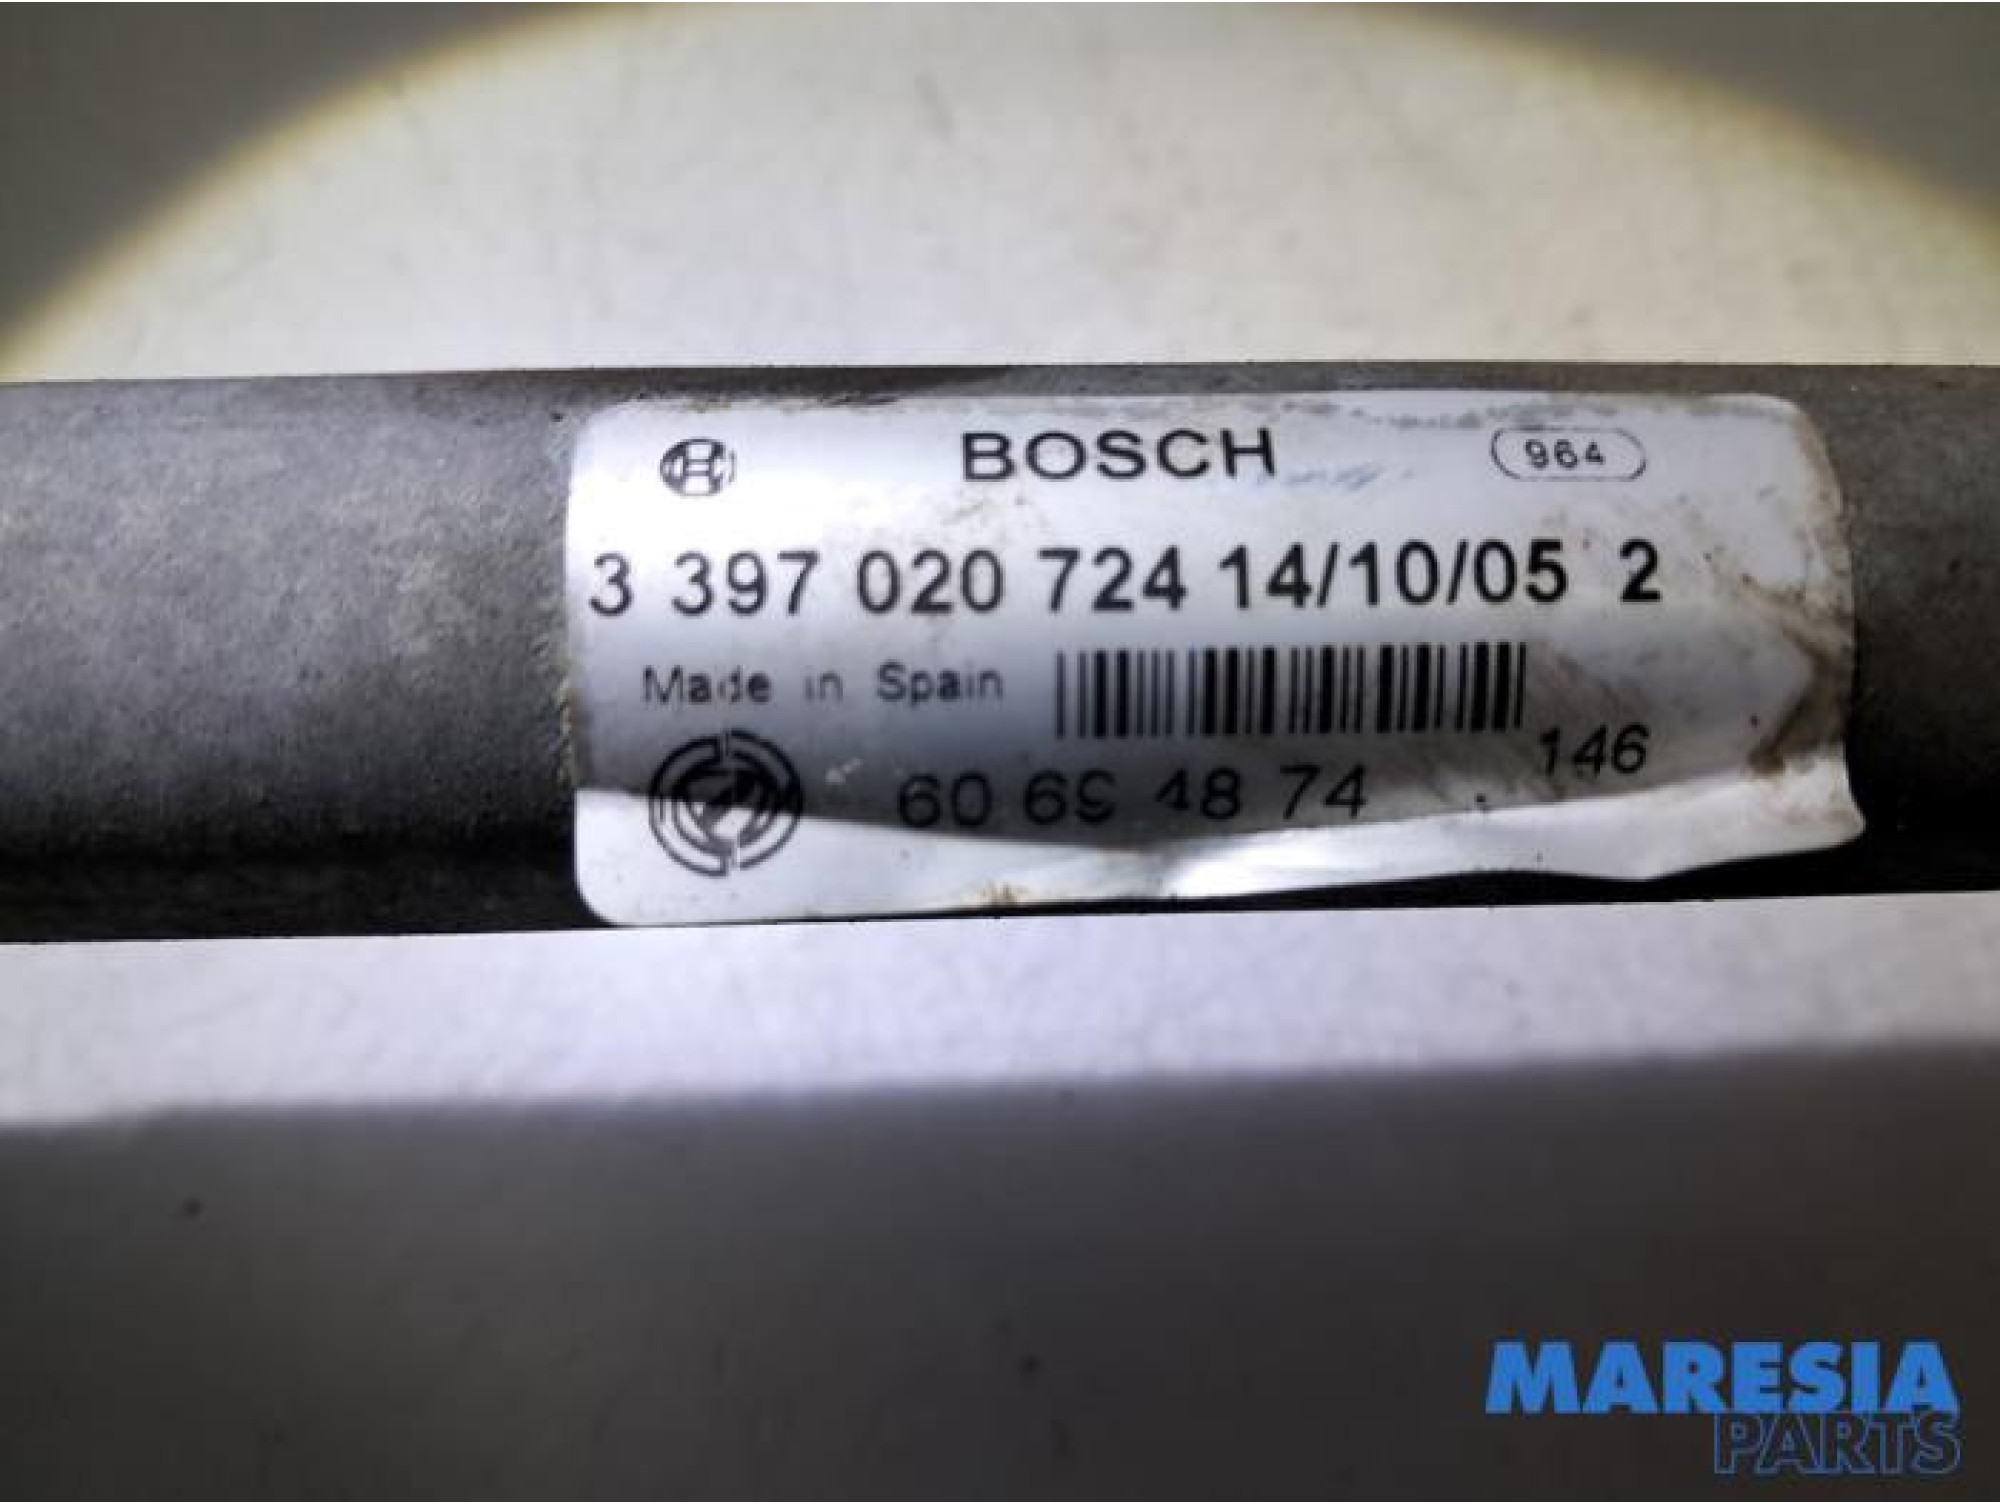 BOSCH 964
3 397 020 724 14/10/05 2
Made in Spain
146
60 69 48 74
MARESIA
PARTS